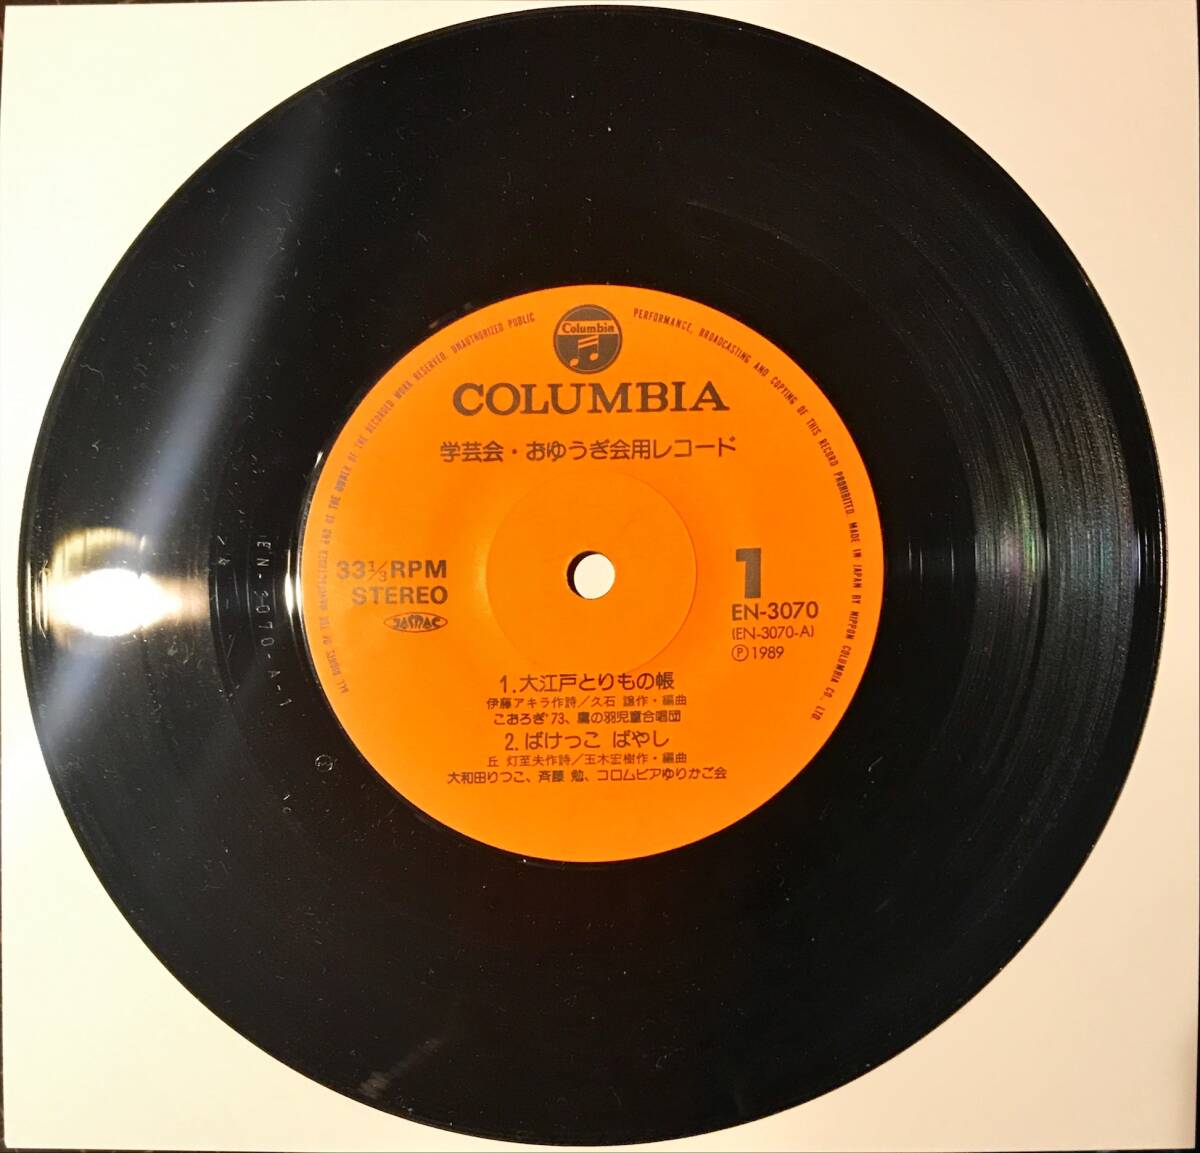 Columbia
COLUMBIA
学芸会・おゆうぎ会用レコード
33⅓RPM
STEREO
JASRAC
1
EN-3070
(EN-3070-A)
Ⓟ1989
1.大江戸とりもの帳
伊藤アキラ作詩/久石 譲作・編曲
こおろぎ'73、鷹の羽児童合唱団
2.ばけっこ ばやし
丘 灯至夫作詩/玉木宏樹作・編曲
大和田りつこ、斉藤 勉、コロムビアゆりかご会
ALL RIGHTS OF THE MANUFACTURER AND OF THE OWNER OF THE RECORDED WORK RESERVED. UNAUTHORIZED PUBLIC PERFORMANCE, BROADCASTING AND COPYING OF THIS RECORD PROHIBITED. MADE IN JAPAN BY NIPPON COLUMBIA CO., LTD.
EN-3070-A-1